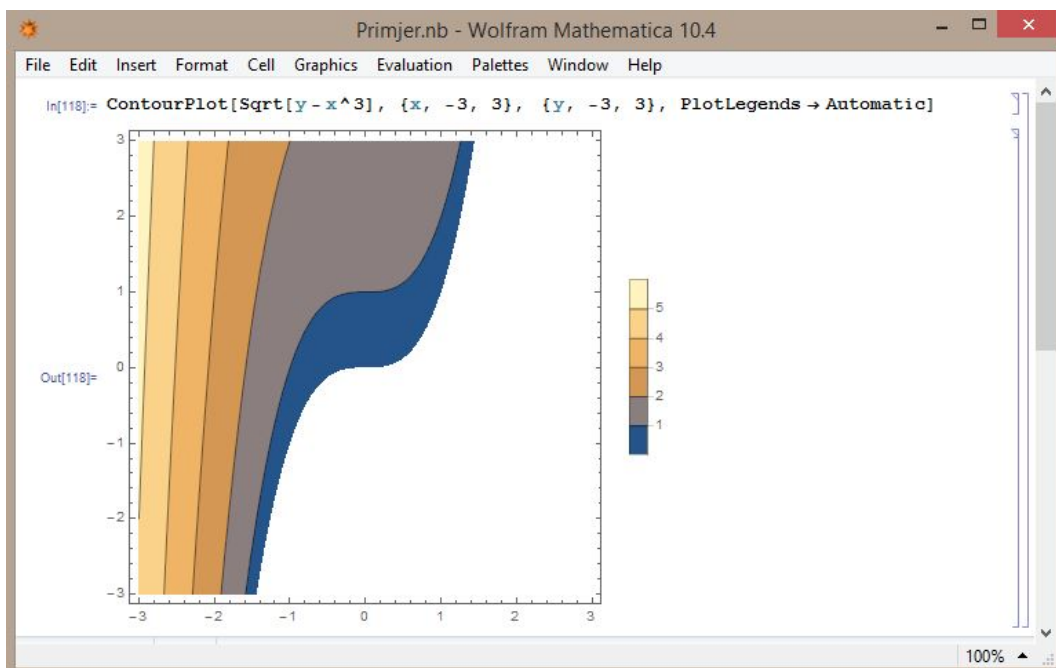 Primjer.nb - Wolfram Mathematica 10.4
File Edit Insert Format Cell Graphics Evaluation Palettes Window Help
In[118]:= ContourPlot[Sqrt[y - x^3], {x, -3, 3}, {y, -3, 3}, PlotLegends → Automatic]
3
2
1
0
-1
-2
-3
-3 -2 -1 0 1 2 3
5
4
3
2
1
Out[118]=
100%